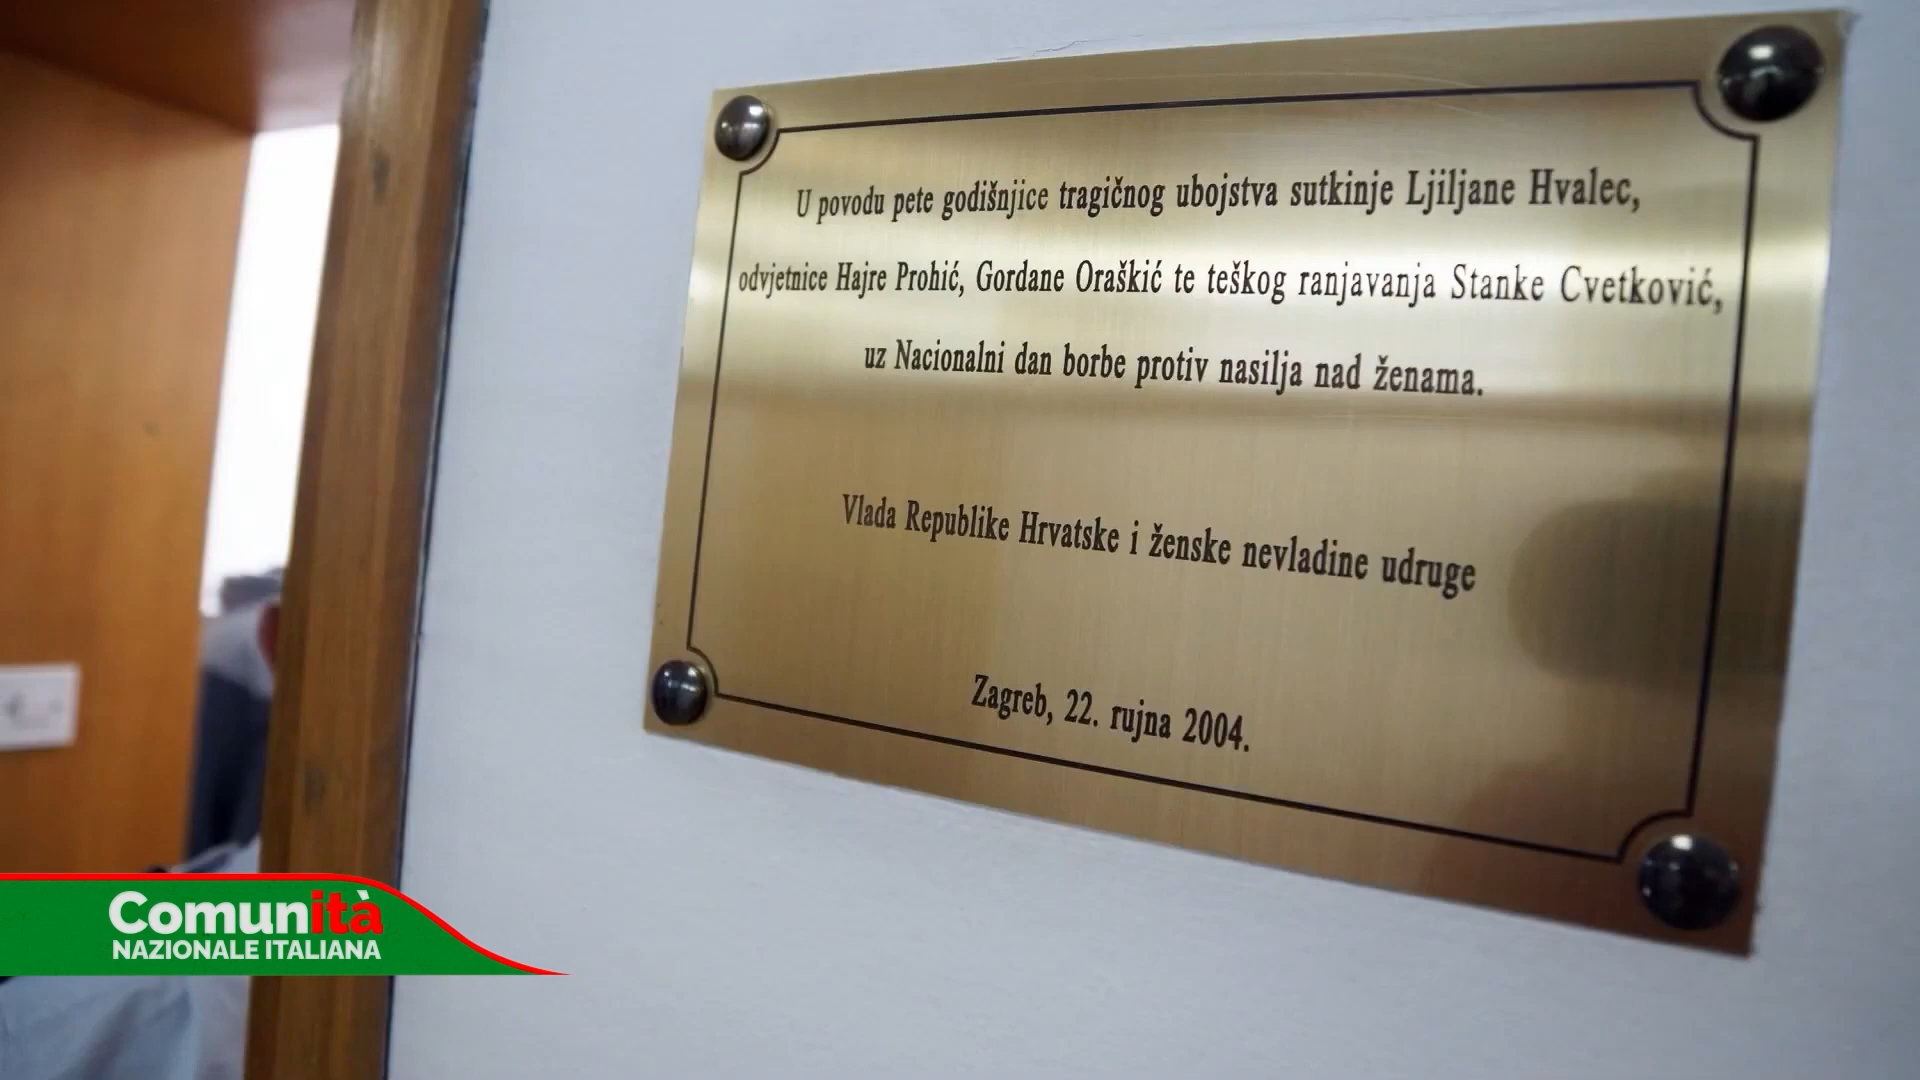 U povodu pete godišnjice tragičnog ubojstva sutkinje Ljiljane Hvalec,
odvjetnice Hajre Prohić, Gordane Oraškić te teškog ranjavanja Stanke Cvetković,
uz Nacionalni dan borbe protiv nasilja nad ženama.
Vlada Republike Hrvatske i ženske nevladine udruge
Zagreb, 22. rujna 2004.
Comunità
NAZIONALE ITALIANA